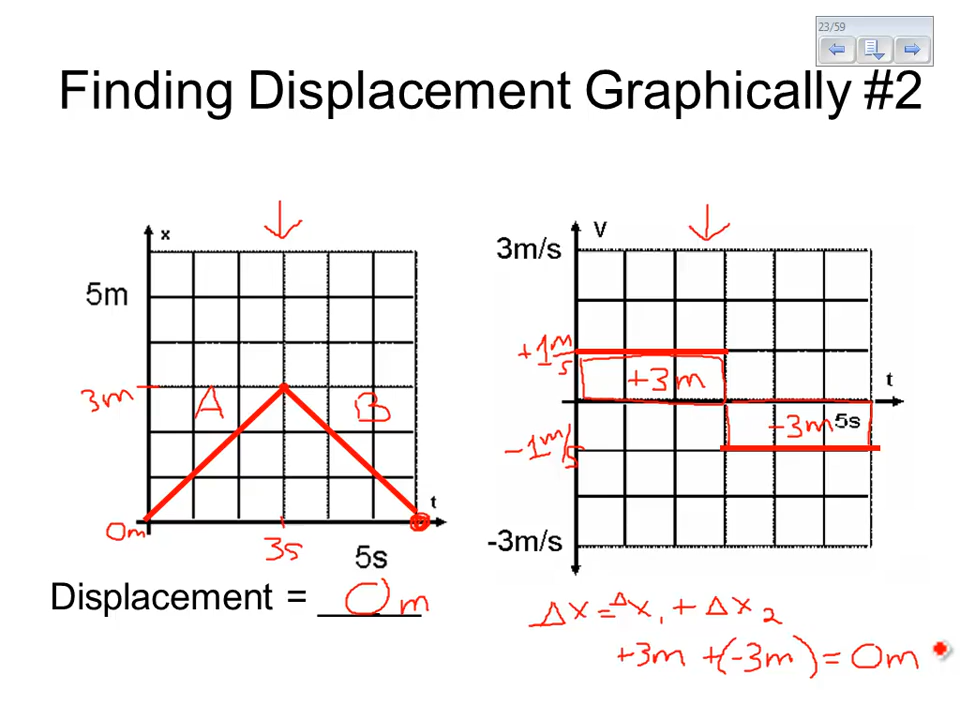 23/59
Finding Displacement Graphically #2
x
5m
3m
A
B
0m
3s
5s
t
Displacement = 0m
V
3m/s
+1m/s
+3m
t
-3m
5s
-1m/s
-3m/s
Δx = Δx₁ + Δx₂
+3m +(-3m) = 0m